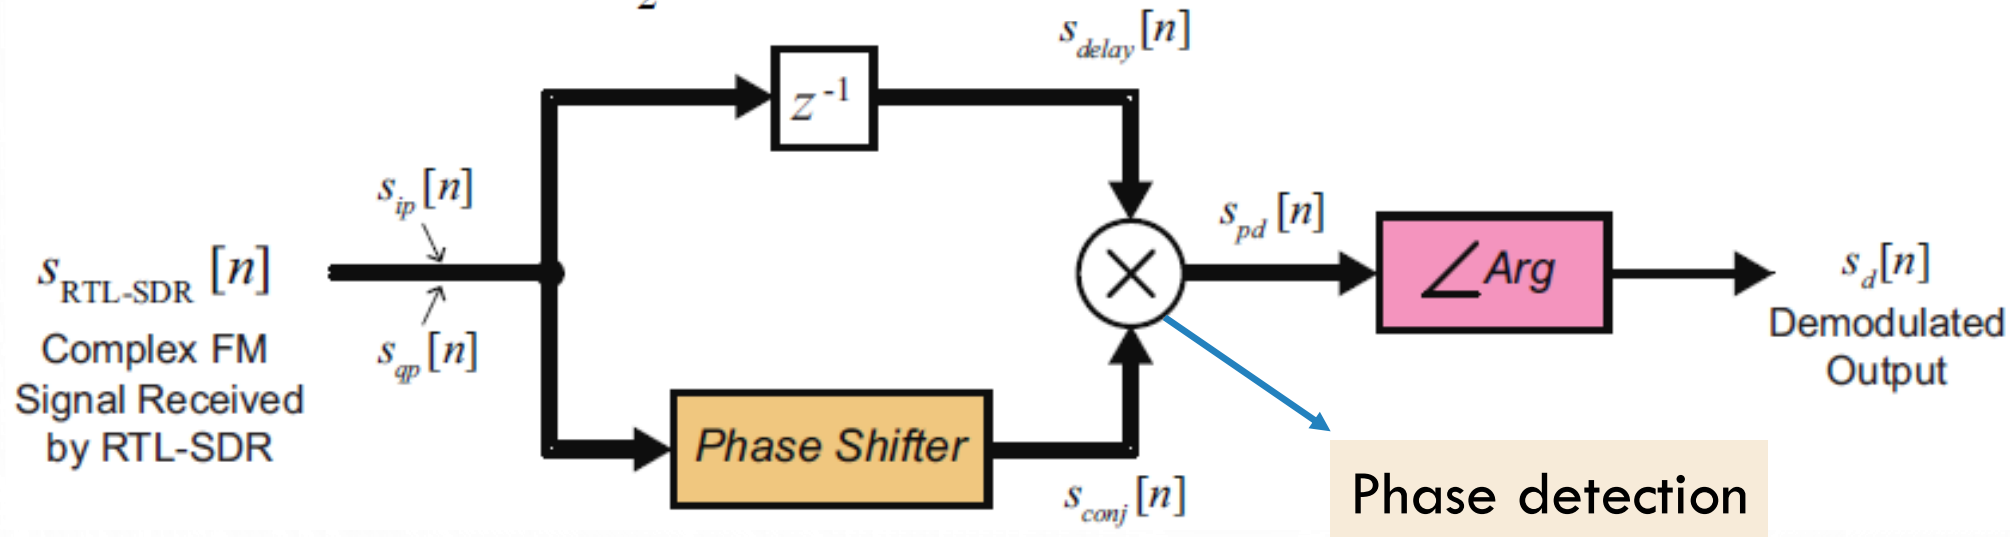 s_delay[n]
z^-1
s_ip[n]
s_pd[n]
s_RTL-SDR [n]
∠Arg
s_d[n]
Complex FM
Signal Received
by RTL-SDR
s_qp[n]
Demodulated
Output
Phase Shifter
s_conj[n]
Phase detection